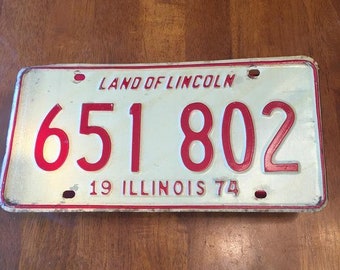 LAND OF LINCOLN
651 802
19 ILLINOIS 74